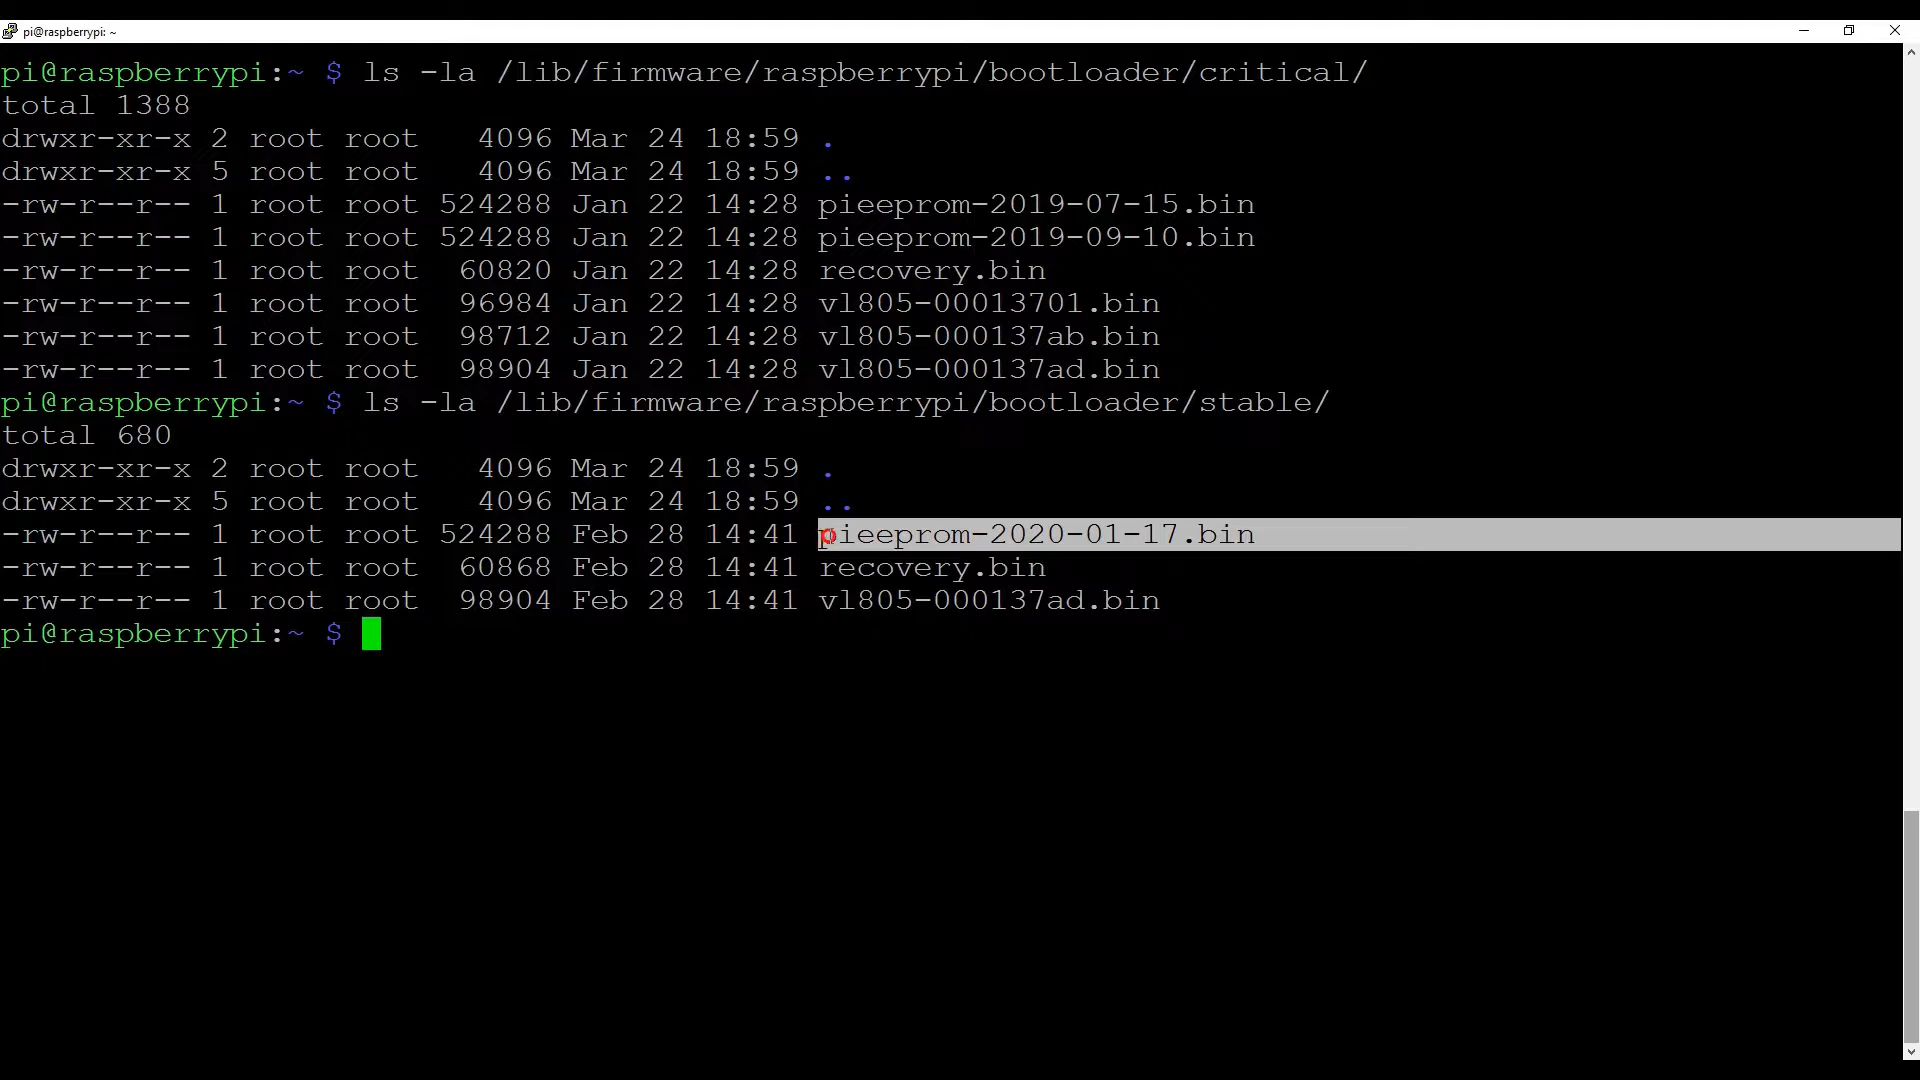 pi@raspberrypi: ~
pi@raspberrypi:~ $ ls -la /lib/firmware/raspberrypi/bootloader/critical/
total 1388
drwxr-xr-x 2 root root   4096 Mar 24 18:59 .
drwxr-xr-x 5 root root   4096 Mar 24 18:59 ..
-rw-r--r-- 1 root root 524288 Jan 22 14:28 pieeprom-2019-07-15.bin
-rw-r--r-- 1 root root 524288 Jan 22 14:28 pieeprom-2019-09-10.bin
-rw-r--r-- 1 root root  60820 Jan 22 14:28 recovery.bin
-rw-r--r-- 1 root root  96984 Jan 22 14:28 vl805-00013701.bin
-rw-r--r-- 1 root root  98712 Jan 22 14:28 vl805-000137ab.bin
-rw-r--r-- 1 root root  98904 Jan 22 14:28 vl805-000137ad.bin
pi@raspberrypi:~ $ ls -la /lib/firmware/raspberrypi/bootloader/stable/
total 680
drwxr-xr-x 2 root root   4096 Mar 24 18:59 .
drwxr-xr-x 5 root root   4096 Mar 24 18:59 ..
-rw-r--r-- 1 root root 524288 Feb 28 14:41 pieeprom-2020-01-17.bin
-rw-r--r-- 1 root root  60868 Feb 28 14:41 recovery.bin
-rw-r--r-- 1 root root  98904 Feb 28 14:41 vl805-000137ad.bin
pi@raspberrypi:~ $